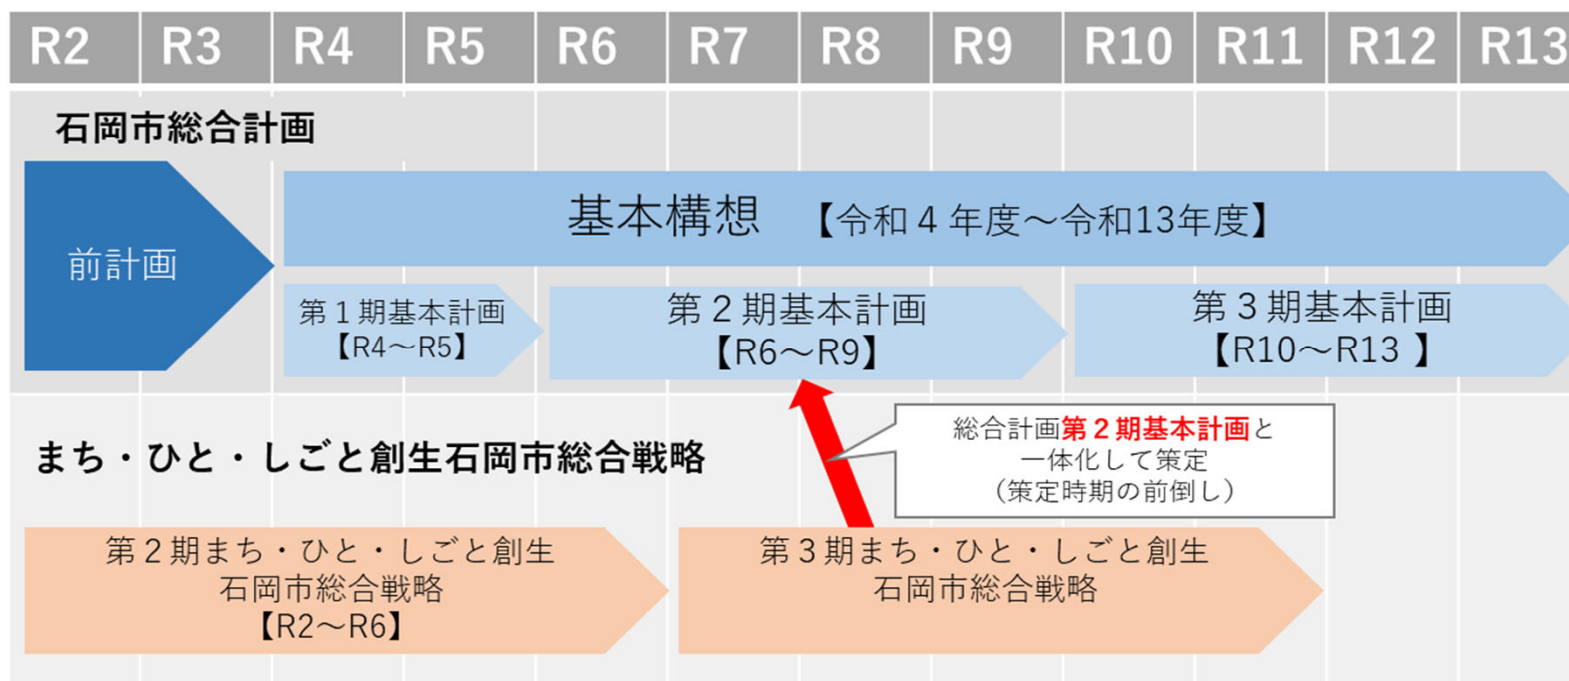 R2 R3 R4 R5 R6 R7 R8 R9 R10 R11 R12 R13
石岡市総合計画
前計画
基本構想 【令和４年度～令和13年度】
第１期基本計画
【R4～R5】
第２期基本計画
【R6～R9】
第３期基本計画
【R10～R13 】
総合計画第２期基本計画と
一体化して策定
（策定時期の前倒し）
まち・ひと・しごと創生石岡市総合戦略
第２期まち・ひと・しごと創生
石岡市総合戦略
【R2～R6】
第３期まち・ひと・しごと創生
石岡市総合戦略